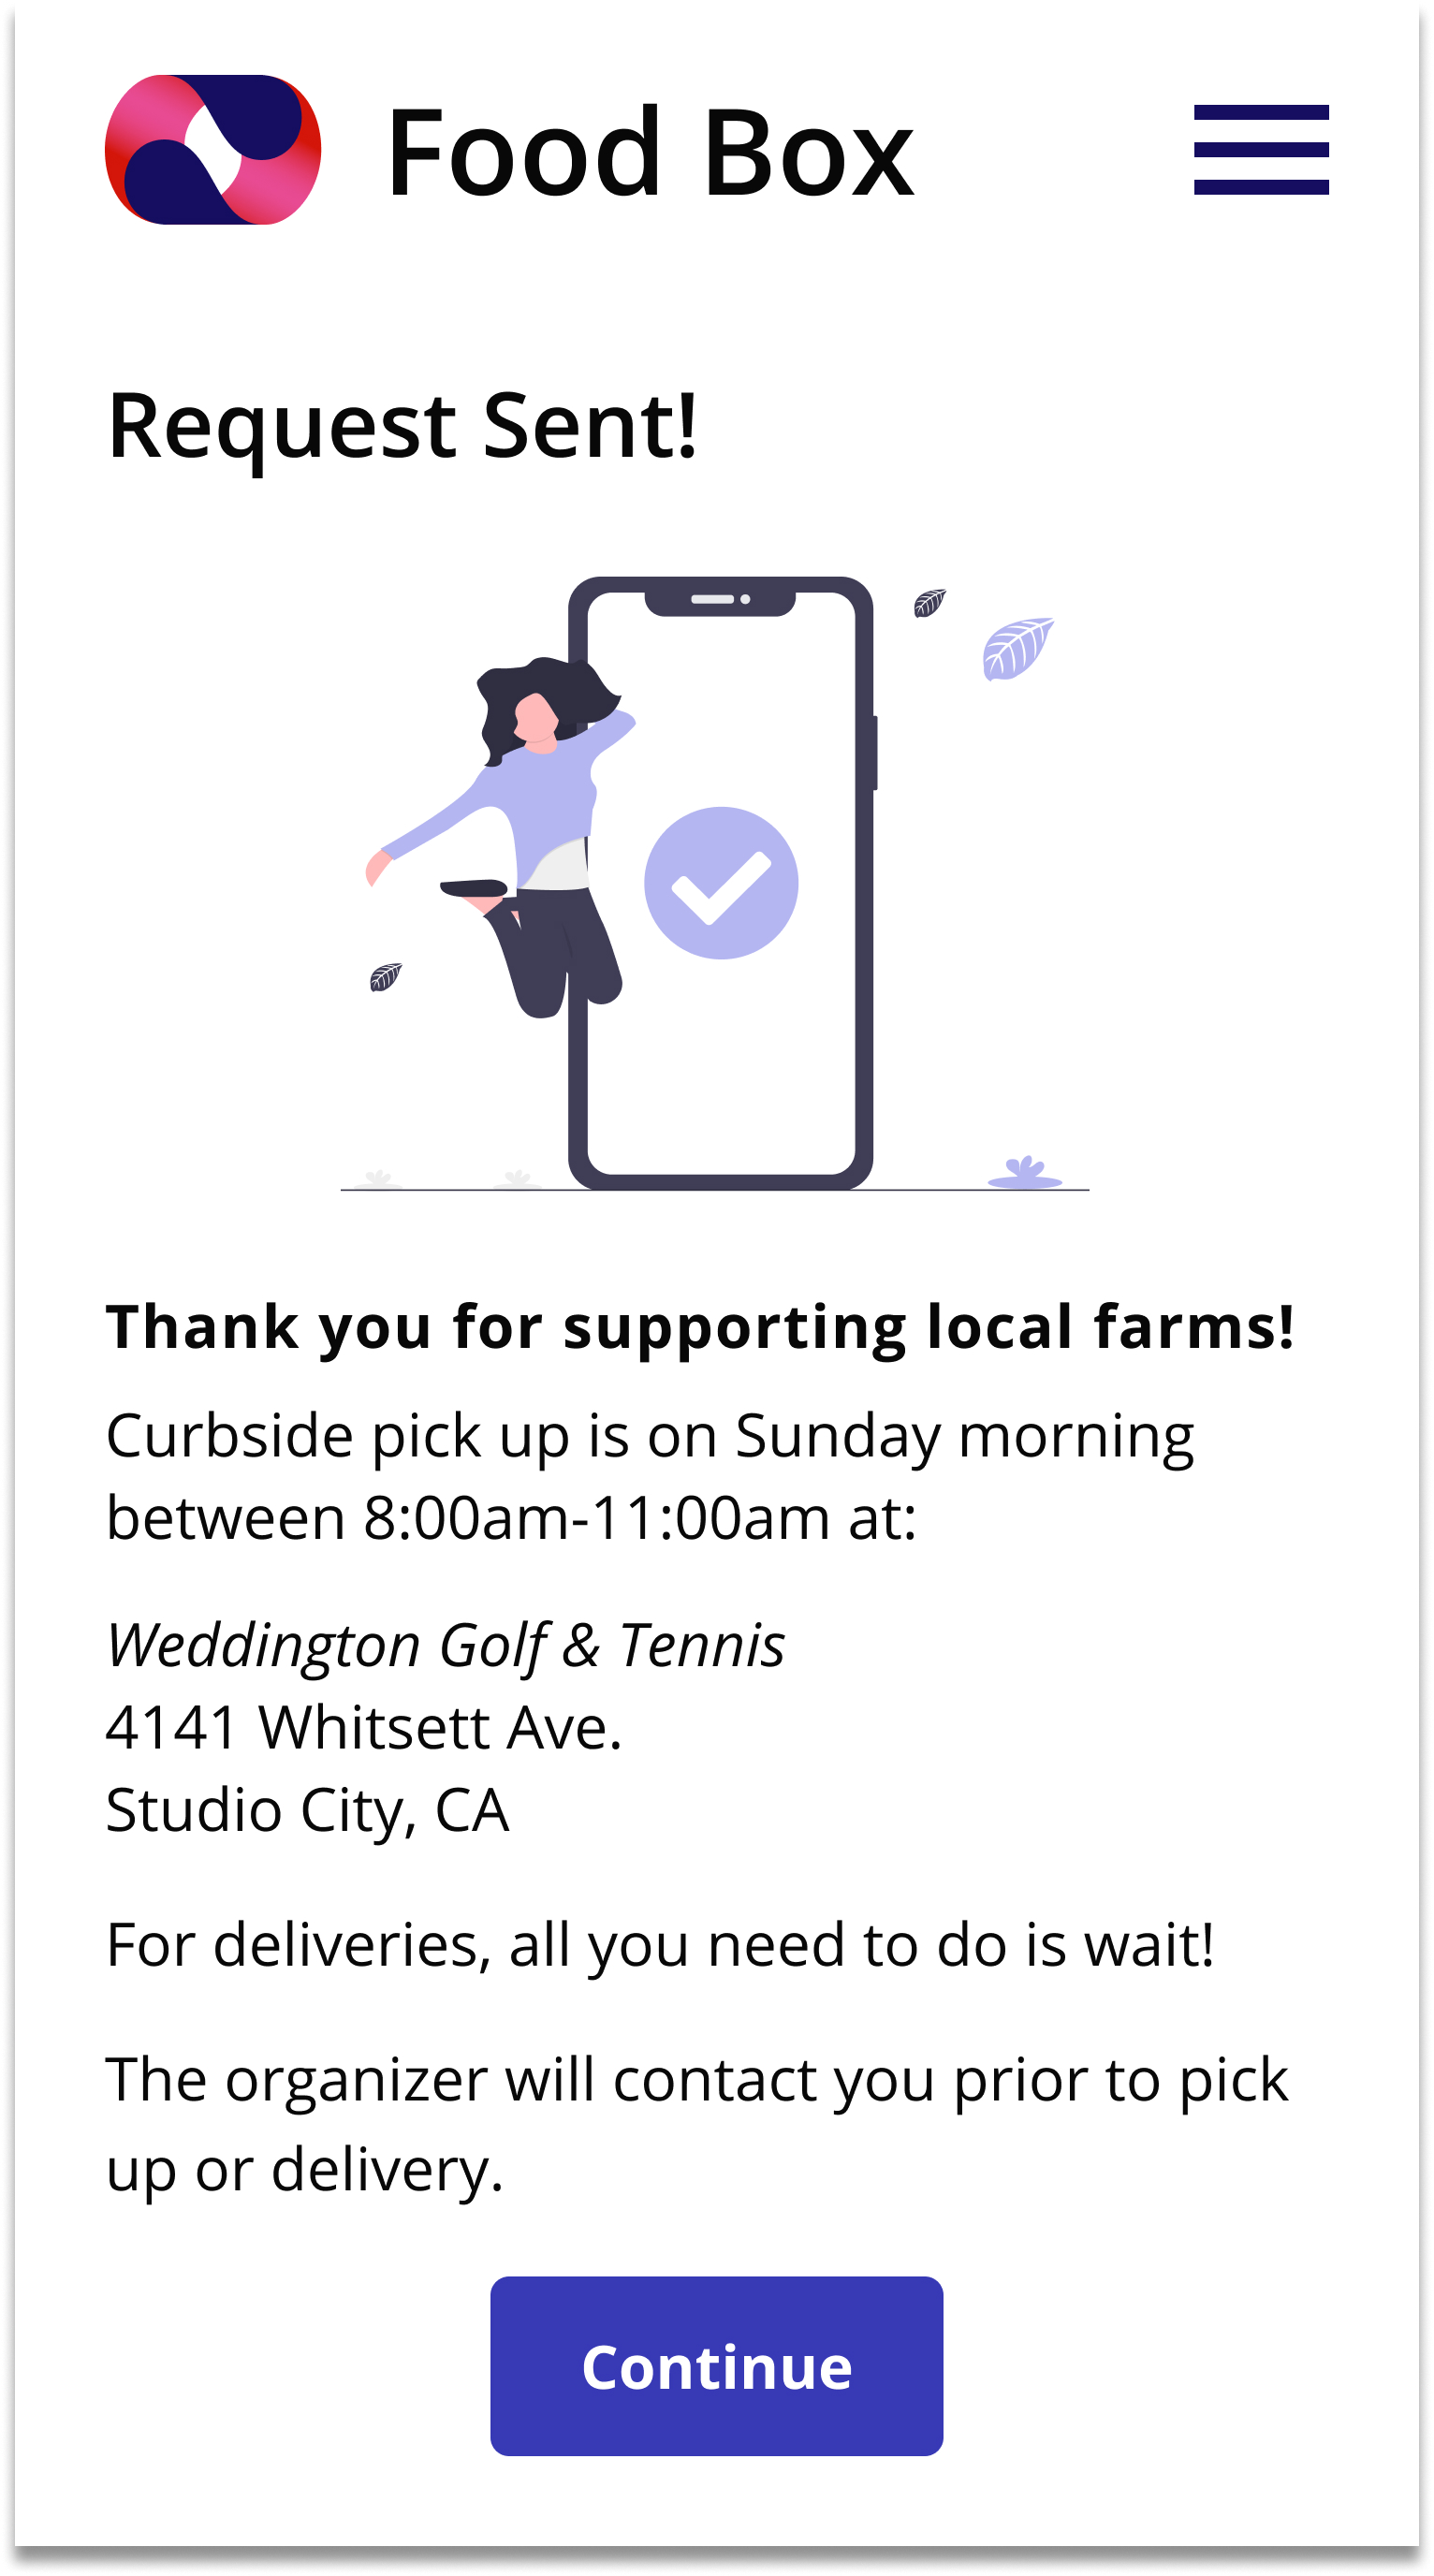 Food Box
Request Sent!
Thank you for supporting local farms!
Curbside pick up is on Sunday morning
between 8:00am-11:00am at:
Weddington Golf & Tennis
4141 Whitsett Ave.
Studio City, CA
For deliveries, all you need to do is wait!
The organizer will contact you prior to pick
up or delivery.
Continue